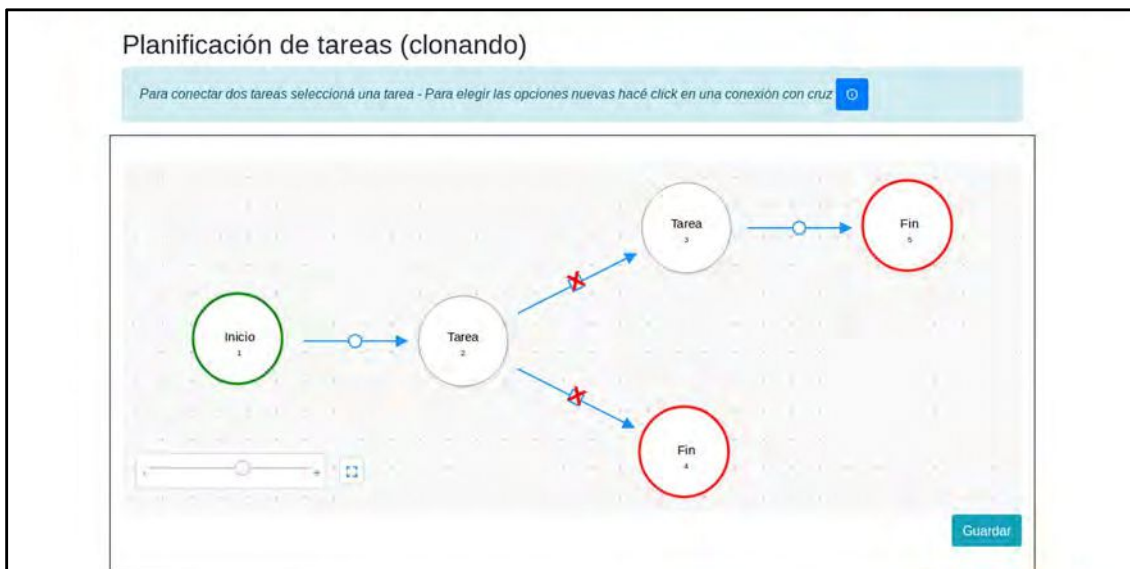 Planificación de tareas (clonando)
Para conectar dos tareas seleccioná una tarea - Para elegir las opciones nuevas hacé click en una conexión con cruz
Tarea
3
Fin
5
Inicio
1
Tarea
2
Fin
4
- +
Guardar